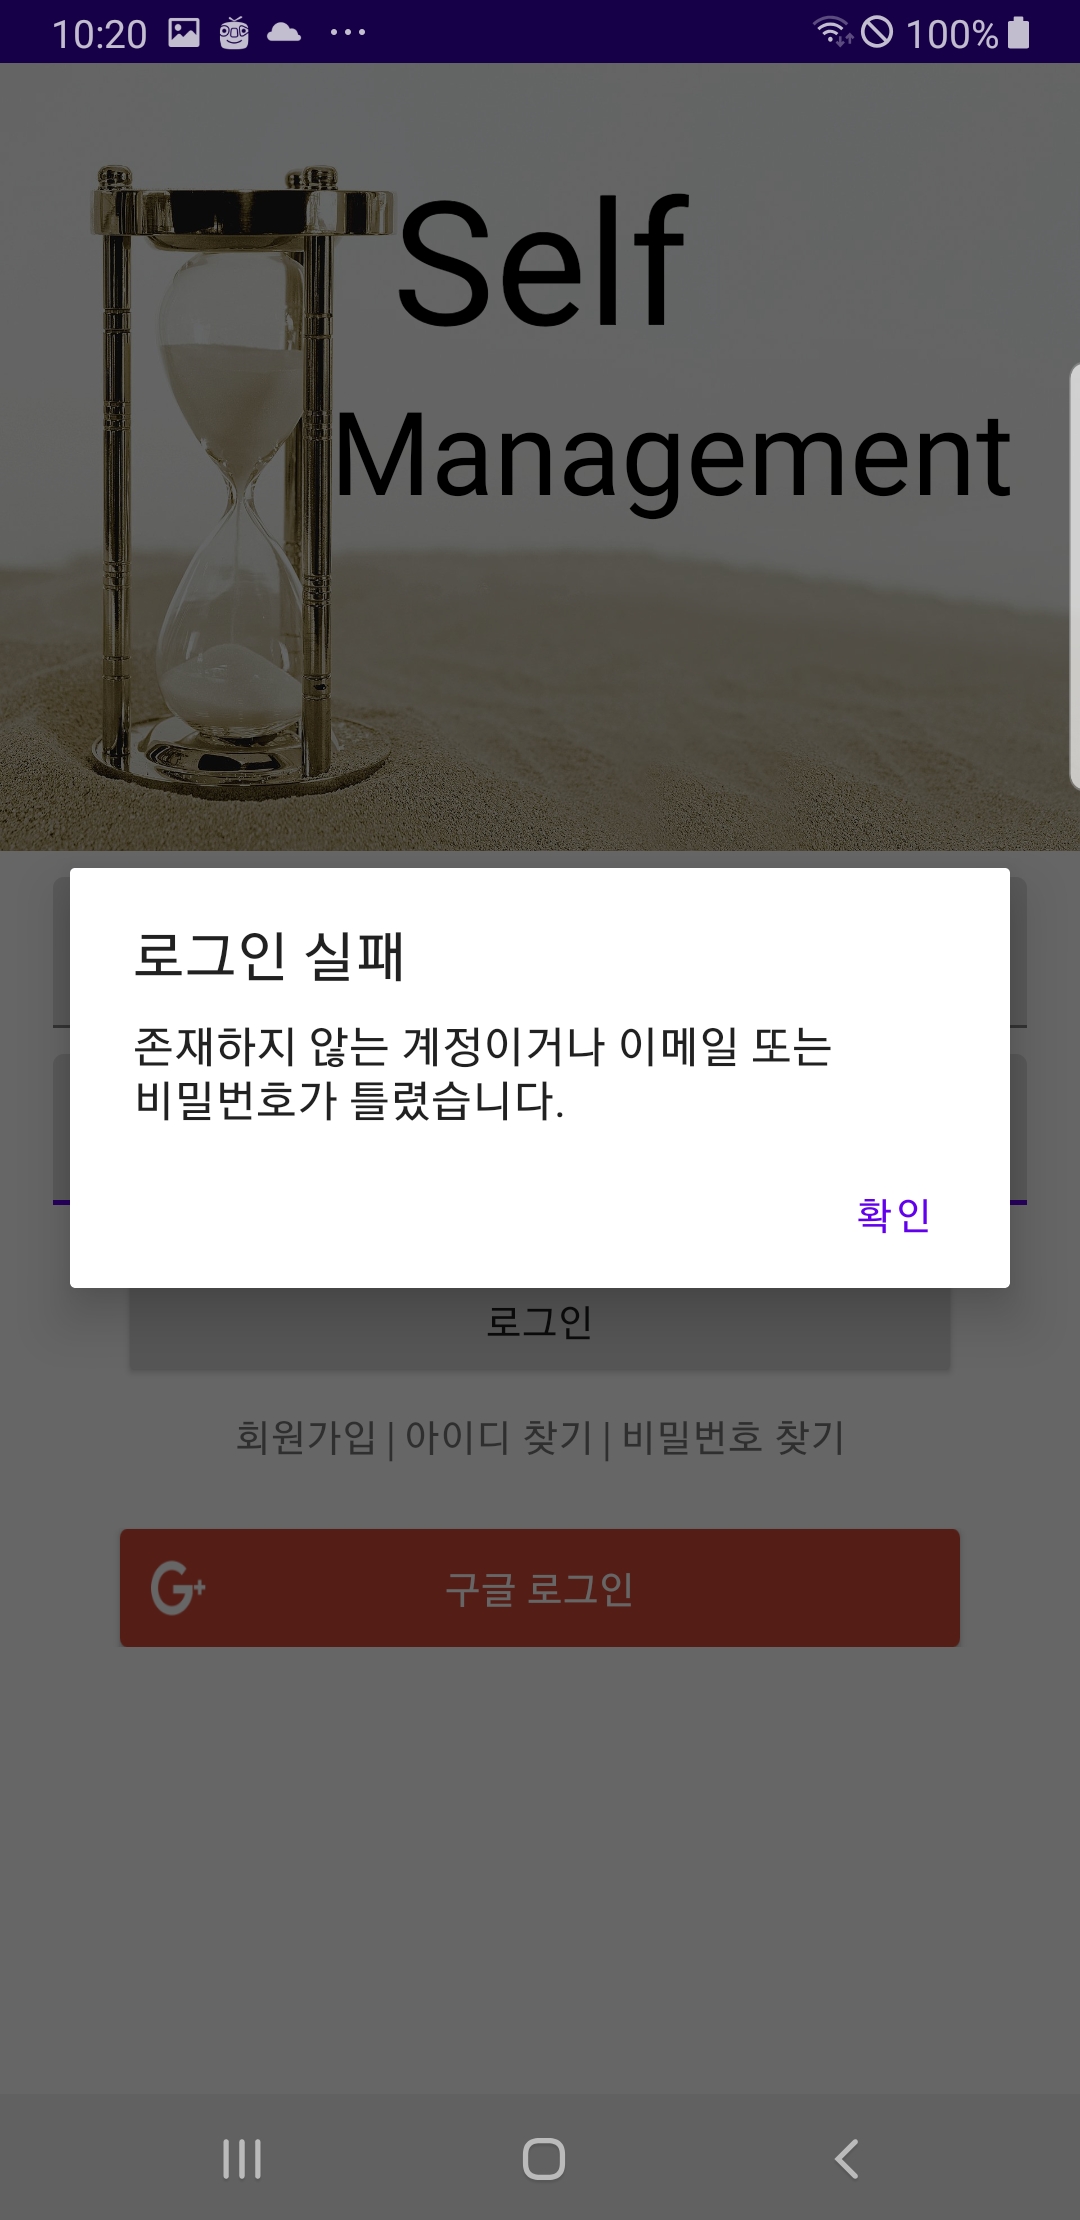 10:20 100%
Self
Management
로그인 실패
존재하지 않는 계정이거나 이메일 또는
비밀번호가 틀렸습니다.
확인
로그인
회원가입 | 아이디 찾기 | 비밀번호 찾기
G+ 구글 로그인